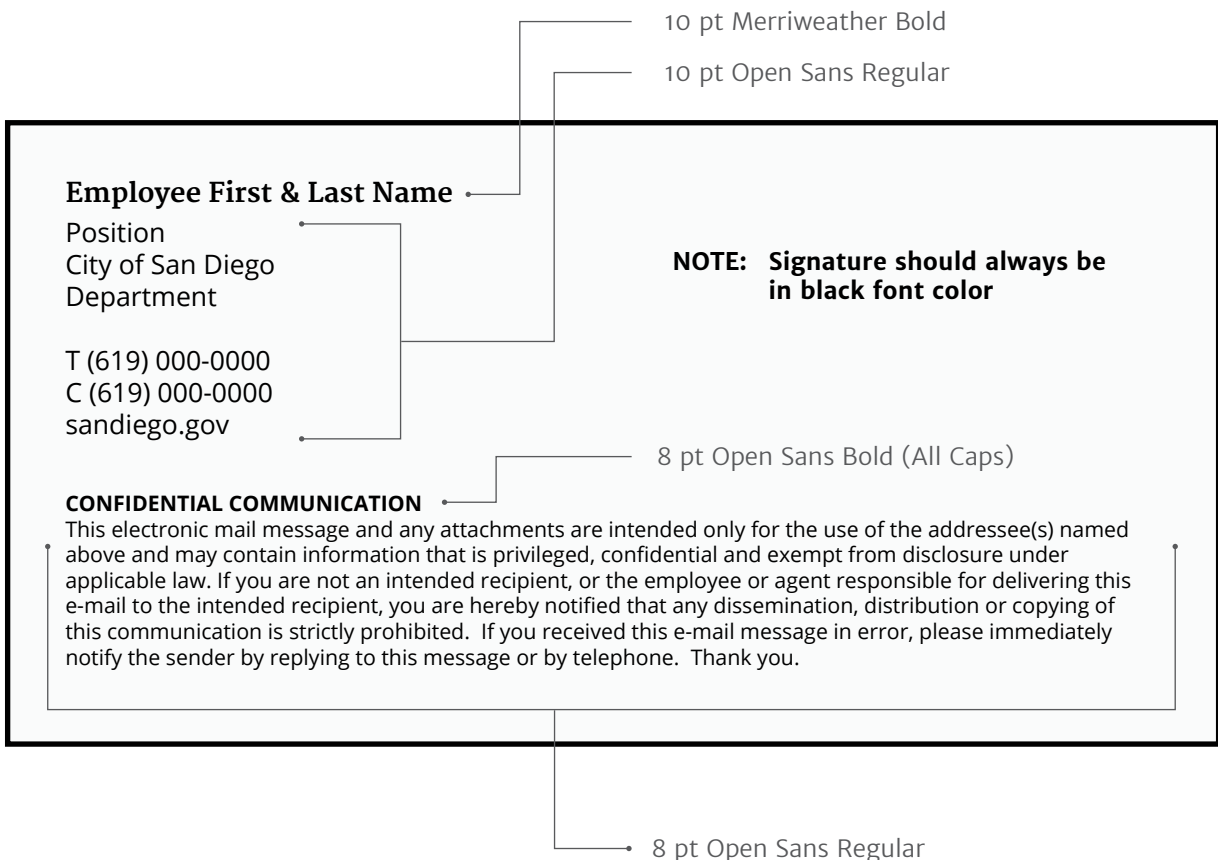 10 pt Merriweather Bold
10 pt Open Sans Regular
Employee First & Last Name
Position
City of San Diego
Department
NOTE: Signature should always be
in black font color
T (619) 000-0000
C (619) 000-0000
sandiego.gov
8 pt Open Sans Bold (All Caps)
CONFIDENTIAL COMMUNICATION
This electronic mail message and any attachments are intended only for the use of the addressee(s) named
above and may contain information that is privileged, confidential and exempt from disclosure under
applicable law. If you are not an intended recipient, or the employee or agent responsible for delivering this
e-mail to the intended recipient, you are hereby notified that any dissemination, distribution or copying of
this communication is strictly prohibited.  If you received this e-mail message in error, please immediately
notify the sender by replying to this message or by telephone.  Thank you.
8 pt Open Sans Regular